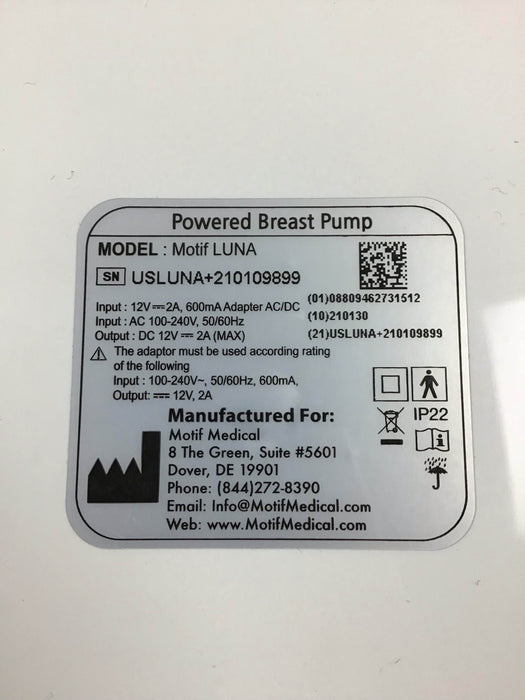 Powered Breast Pump
MODEL : Motif LUNA
SN USLUNA+210109899
(01)08809462731512
(10)210130
(21)USLUNA+210109899
Input : 12V⎓2A, 600mA Adapter AC/DC
Input : AC 100-240V, 50/60Hz
Output : DC 12V⎓ 2A (MAX)
The adaptor must be used according rating
of the following
Input : 100-240V~, 50/60Hz, 600mA,
Output: ⎓ 12V, 2A
IP22
Manufactured For:
Motif Medical
8 The Green, Suite #5601
Dover, DE 19901
Phone: (844)272-8390
Email: Info@MotifMedical.com
Web: www.MotifMedical.com